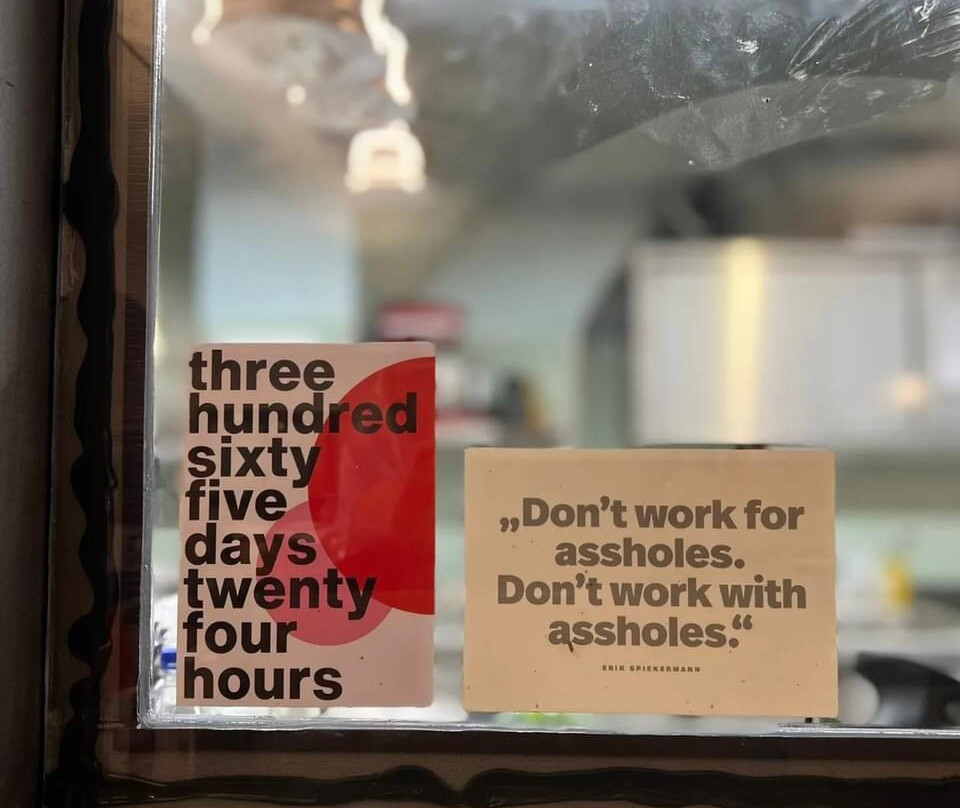 three
hundred
sixty
five
days
twenty
four
hours
„Don’t work for
assholes.
Don’t work with
assholes.“
ERIK SPIEKERMANN